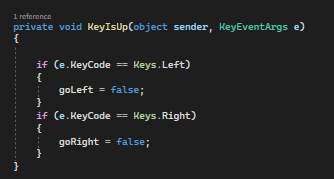 1 reference
private void KeyIsUp(object sender, KeyEventArgs e)
{
if (e.KeyCode == Keys.Left)
{
goLeft = false;
}
if (e.KeyCode == Keys.Right)
{
goRight = false;
}
}